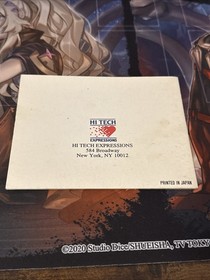 HI TECH
EXPRESSIONS
HI TECH EXPRESSIONS
584 Broadway
New York, NY 10012
PRINTED IN JAPAN
©2020 Studio Dice/SHUEISHA, TV TOKYO